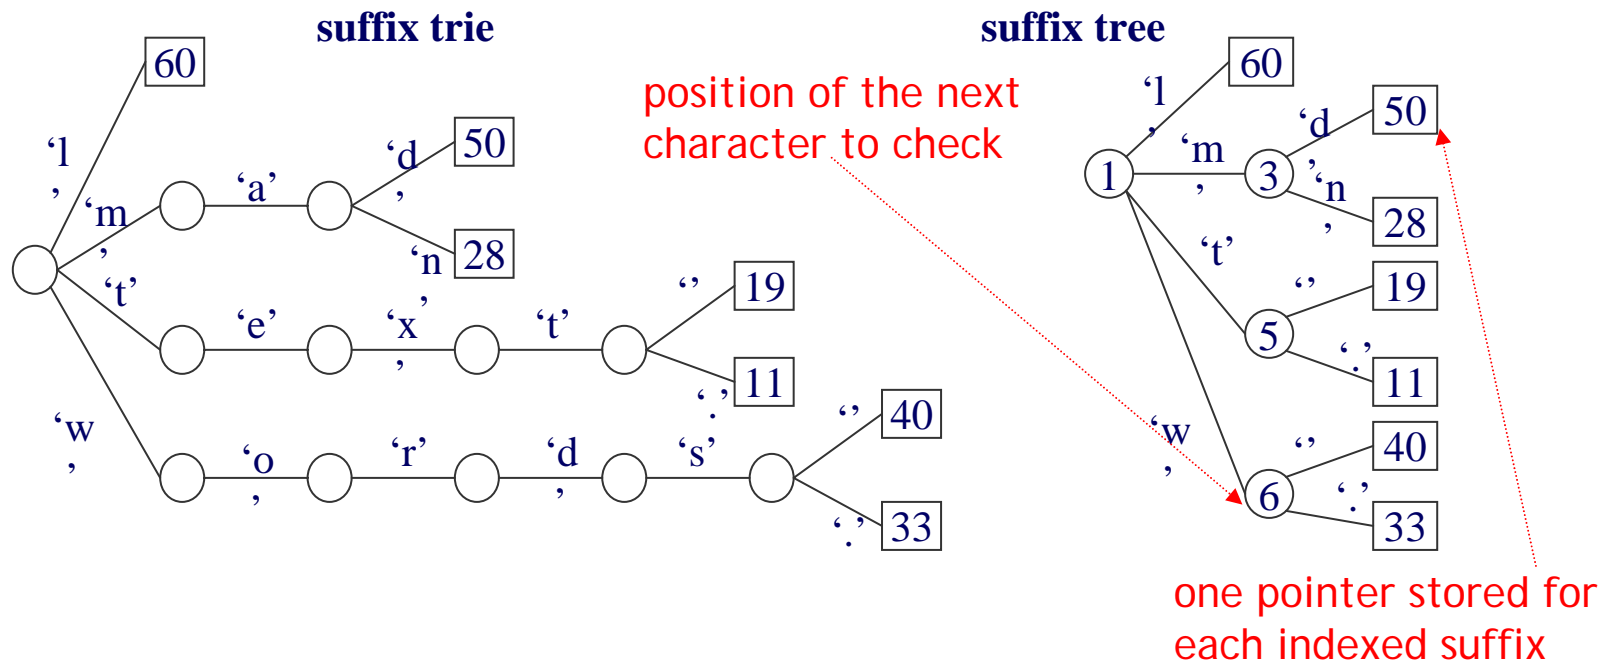 suffix trie
60
‘l’
‘m’
‘a’
‘d’
50
‘n’
28
‘t’
‘e’
‘x’
‘t’
‘’
19
‘.’
11
‘w’
‘o’
‘r’
‘d’
‘s’
‘’
40
‘.’
33
suffix tree
position of the next
character to check
1
‘l’
60
‘m’
3
‘d’
50
‘n’
28
‘t’
5
‘’
19
‘.’
11
‘w’
6
‘’
40
‘.’
33
one pointer stored for
each indexed suffix